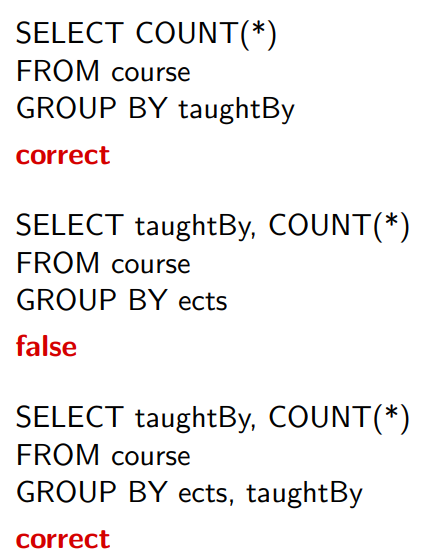 SELECT COUNT(*)
FROM course
GROUP BY taughtBy
correct
SELECT taughtBy, COUNT(*)
FROM course
GROUP BY ects
false
SELECT taughtBy, COUNT(*)
FROM course
GROUP BY ects, taughtBy
correct